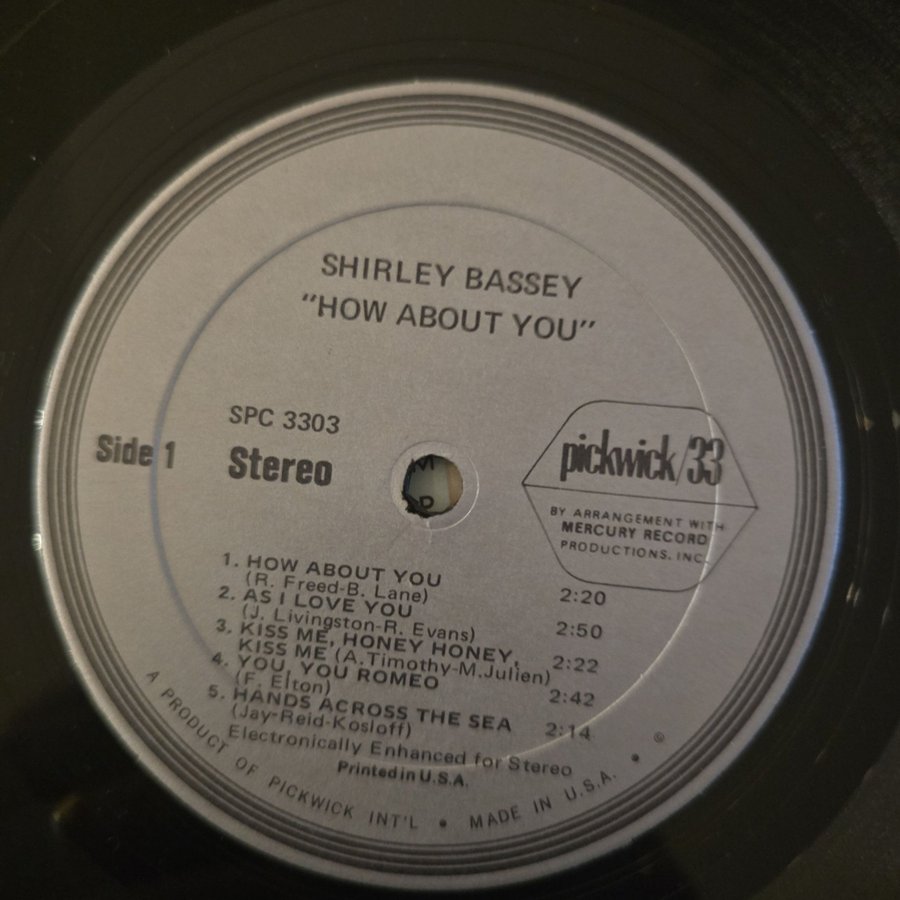 SHIRLEY BASSEY
"HOW ABOUT YOU"
SPC 3303
Side 1
Stereo
pickwick/33
BY ARRANGEMENT WITH
MERCURY RECORD
PRODUCTIONS, INC.
1. HOW ABOUT YOU
(R. Freed-B. Lane) 2:20
2. AS I LOVE YOU
(J. Livingston-R. Evans) 2:50
3. KISS ME, HONEY HONEY,
KISS ME (A.Timothy-M.Julien) 2:22
4. YOU, YOU ROMEO
(F. Elton) 2:42
5. HANDS ACROSS THE SEA
(Jay-Reid-Kosloff) 2:14
Electronically Enhanced for Stereo
Printed in U.S.A.
A PRODUCT OF PICKWICK INT'L • MADE IN U.S.A. • ©